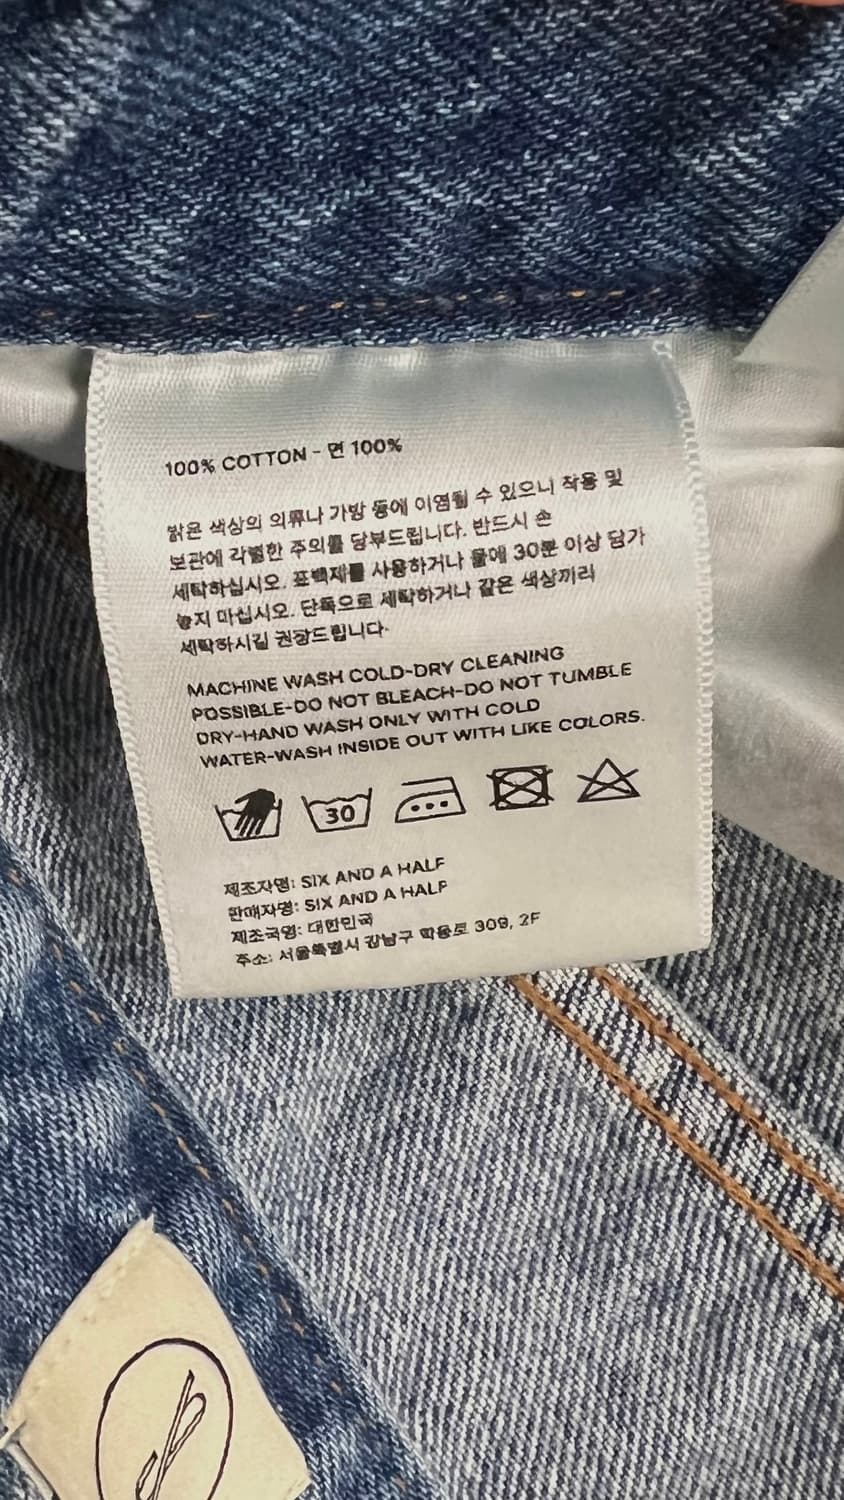 100% COTTON - 면 100%
밝은 색상의 의류나 가방 등에 이염될 수 있으니 착용 및
보관에 각별한 주의를 당부드립니다. 반드시 손
세탁하십시오. 표백제를 사용하거나 물에 30분 이상 담가
놓지 마십시오. 단독으로 세탁하거나 같은 색상끼리
세탁하시길 권장드립니다.
MACHINE WASH COLD-DRY CLEANING
POSSIBLE-DO NOT BLEACH-DO NOT TUMBLE
DRY-HAND WASH ONLY WITH COLD
WATER-WASH INSIDE OUT WITH LIKE COLORS.
30
제조자명: SIX AND A HALF
판매자명: SIX AND A HALF
제조국명: 대한민국
주소: 서울특별시 강남구 학동로 309, 2F